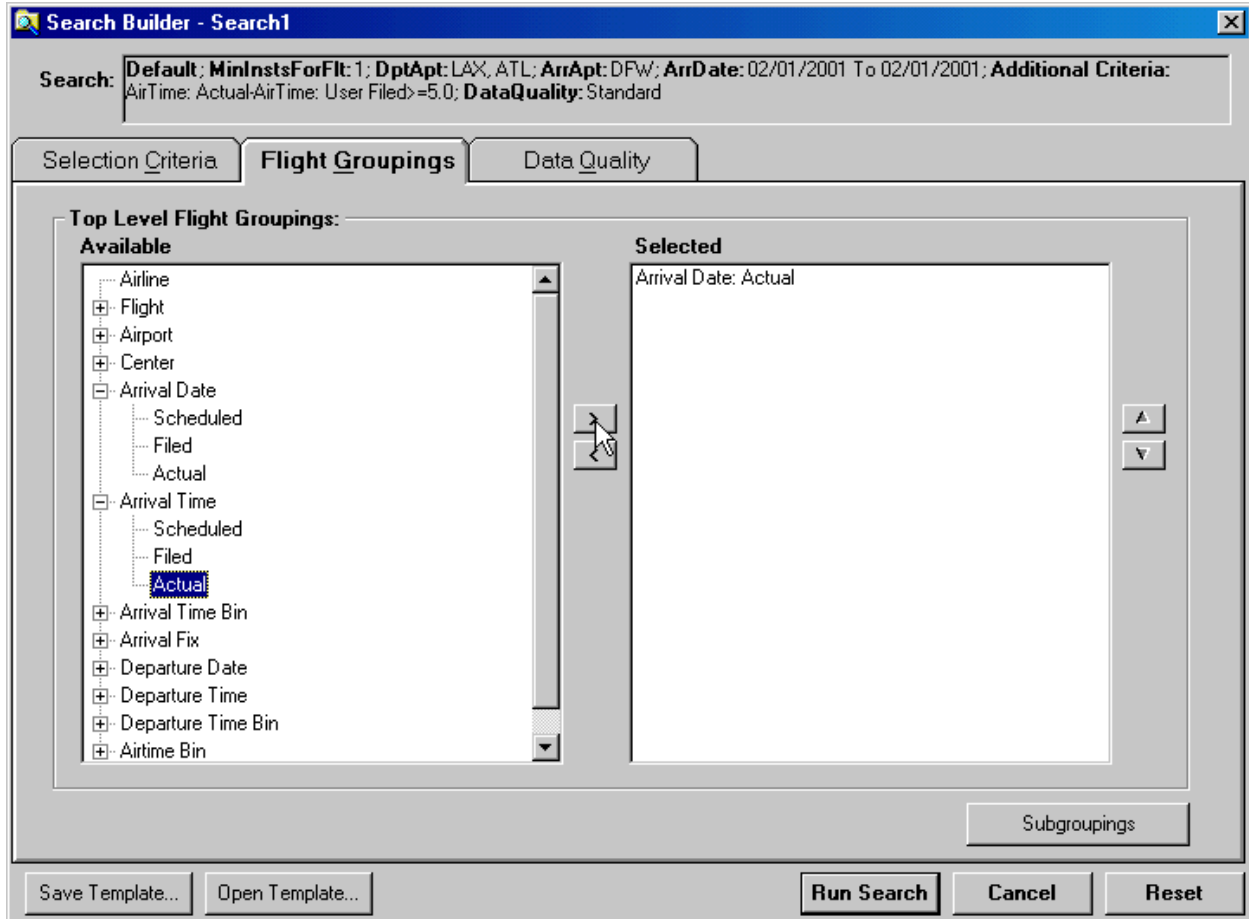 Search Builder - Search1
Search: Default; MinInstsForFlt: 1; DptApt: LAX, ATL; ArrApt: DFW; ArrDate: 02/01/2001 To 02/01/2001; Additional Criteria:
AirTime: Actual-AirTime: User Filed>=5.0; DataQuality: Standard
Selection Criteria Flight Groupings Data Quality
Top Level Flight Groupings:
Available Selected
Airline Arrival Date: Actual
Flight
Airport
Center
Arrival Date
Scheduled
Filed
Actual
Arrival Time
Scheduled
Filed
Actual
Arrival Time Bin
Arrival Fix
Departure Date
Departure Time
Departure Time Bin
Airtime Bin
>
<
Subgroupings
Save Template... Open Template... Run Search Cancel Reset